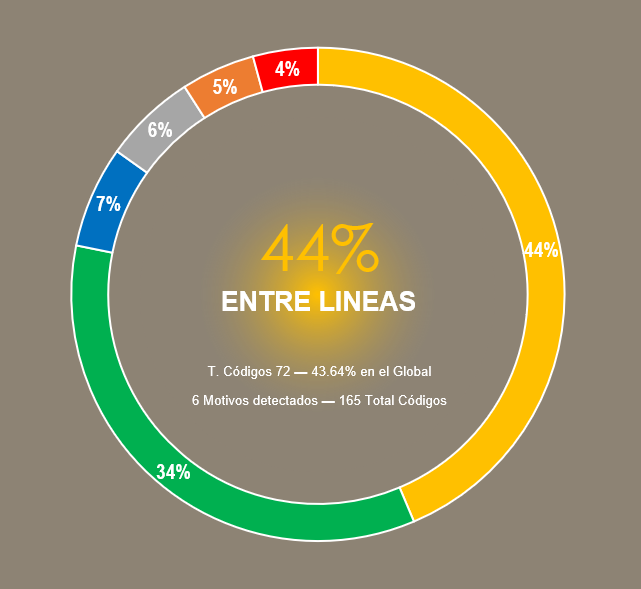 4%
5%
6%
7%
44%
44%
ENTRE LINEAS
T. Códigos 72 — 43.64% en el Global
6 Motivos detectados — 165 Total Códigos
34%